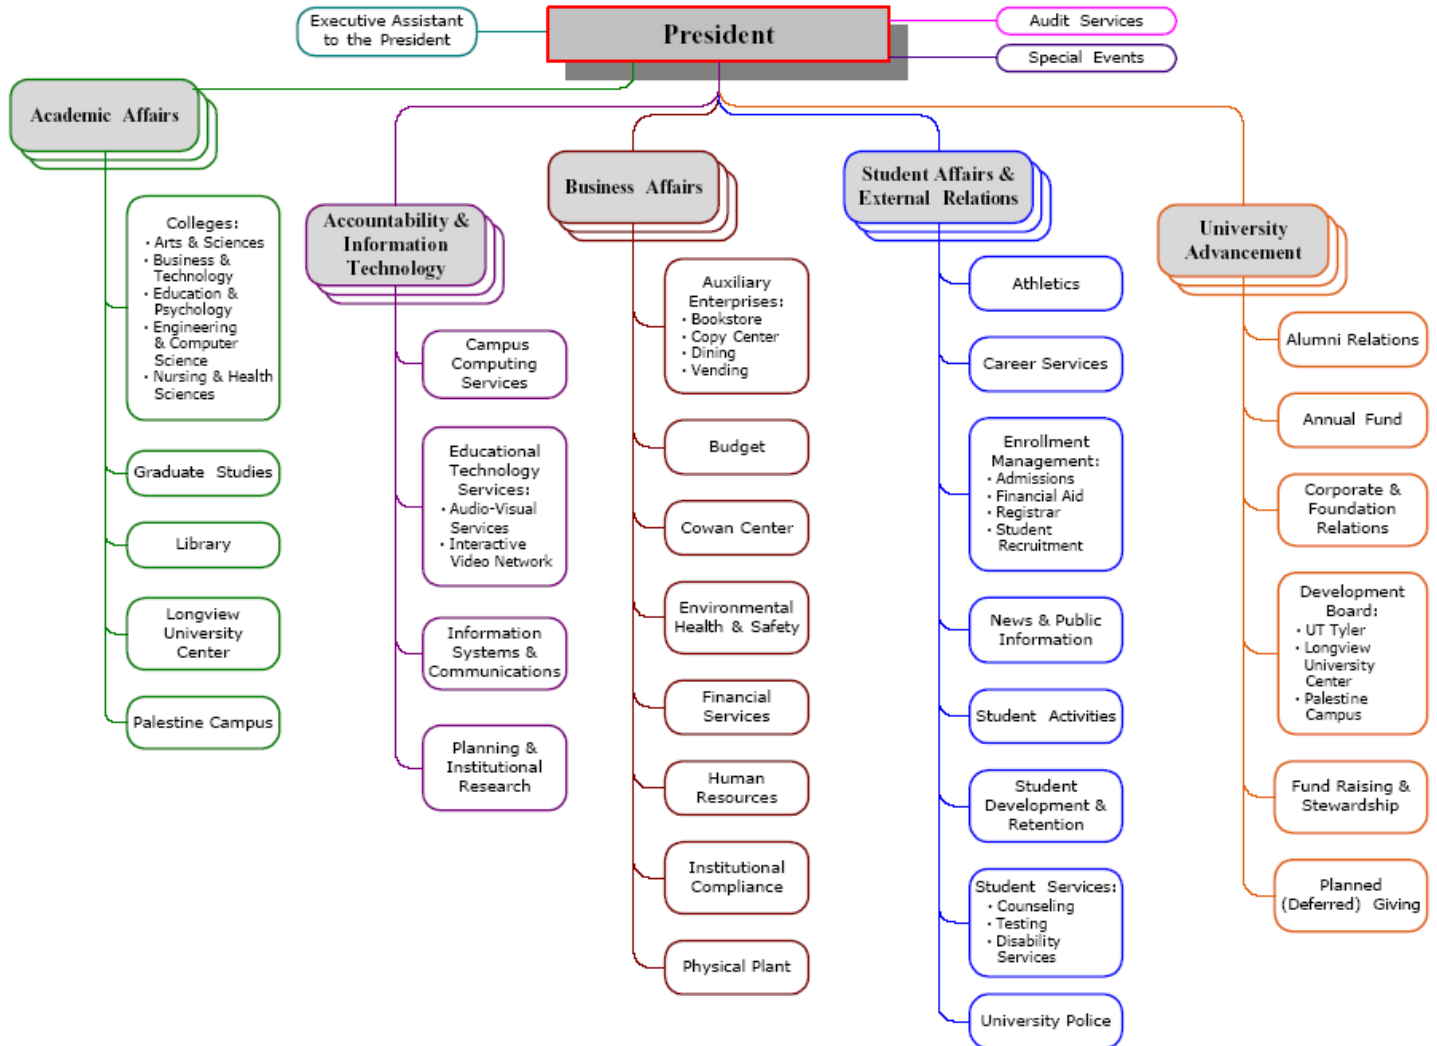 Executive Assistant
to the President
President
Audit Services
Special Events
Academic Affairs
Colleges:
· Arts & Sciences
· Business &
Technology
· Education &
Psychology
· Engineering
& Computer
Science
· Nursing & Health
Sciences
Graduate Studies
Library
Longview
University
Center
Palestine Campus
Accountability &
Information
Technology
Campus
Computing
Services
Educational
Technology
Services:
· Audio-Visual
Services
· Interactive
Video Network
Information
Systems &
Communications
Planning &
Institutional
Research
Business Affairs
Auxiliary
Enterprises:
· Bookstore
· Copy Center
· Dining
· Vending
Budget
Cowan Center
Environmental
Health & Safety
Financial
Services
Human
Resources
Institutional
Compliance
Physical Plant
Student Affairs &
External Relations
Athletics
Career Services
Enrollment
Management:
· Admissions
· Financial Aid
· Registrar
· Student
Recruitment
News & Public
Information
Student Activities
Student
Development &
Retention
Student Services:
· Counseling
· Testing
· Disability
Services
University Police
University
Advancement
Alumni Relations
Annual Fund
Corporate &
Foundation
Relations
Development
Board:
· UT Tyler
· Longview
University
Center
· Palestine
Campus
Fund Raising &
Stewardship
Planned
(Deferred) Giving